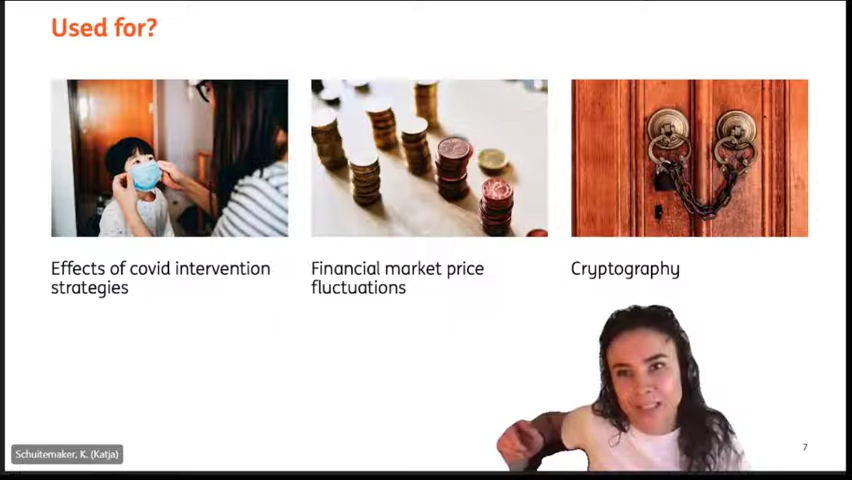 Used for?
Effects of covid intervention
strategies
Financial market price
fluctuations
Cryptography
Schuitemaker, K. (Katja)
7